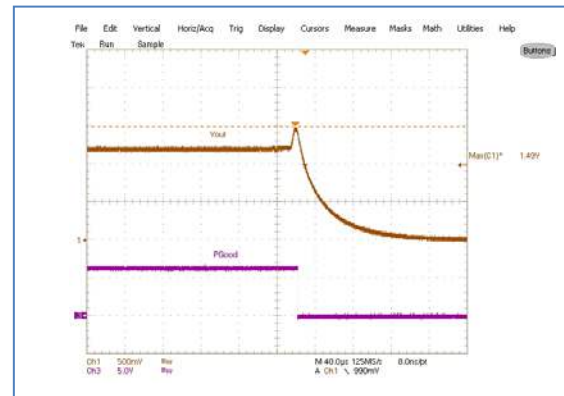 File Edit Vertical Horiz/Acq Trig Display Cursors Measure Masks Math Utilities Help
Tek Run Sample
Buttons
Vout
Max(C1)* 1.49V
1
PGood
Ch1 500mV
Ch3 5.0V
M 40.0µs 125MS/s 8.0ns/pt
A Ch1 \ 990mV